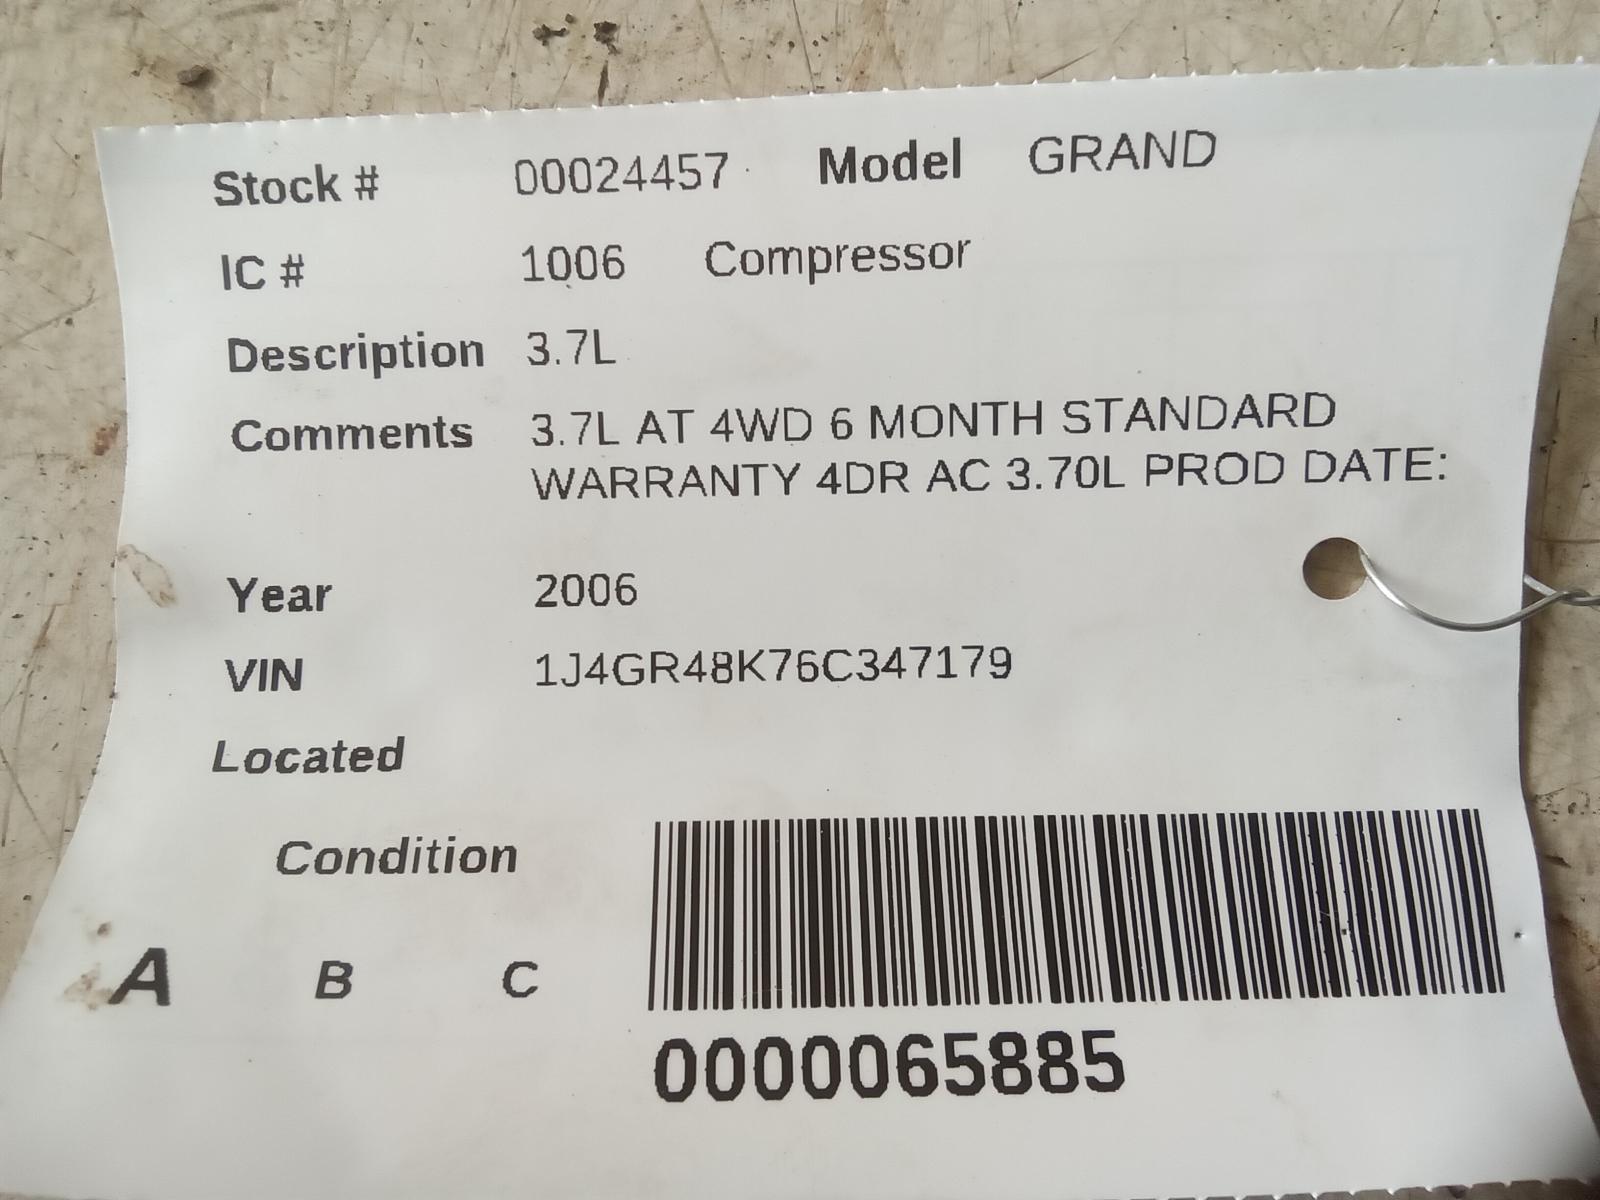 Stock # 00024457 Model GRAND
IC # 1006 Compressor
Description 3.7L
Comments 3.7L AT 4WD 6 MONTH STANDARD
WARRANTY 4DR AC 3.70L PROD DATE:
Year 2006
VIN 1J4GR48K76C347179
Located
Condition
A B C
0000065885